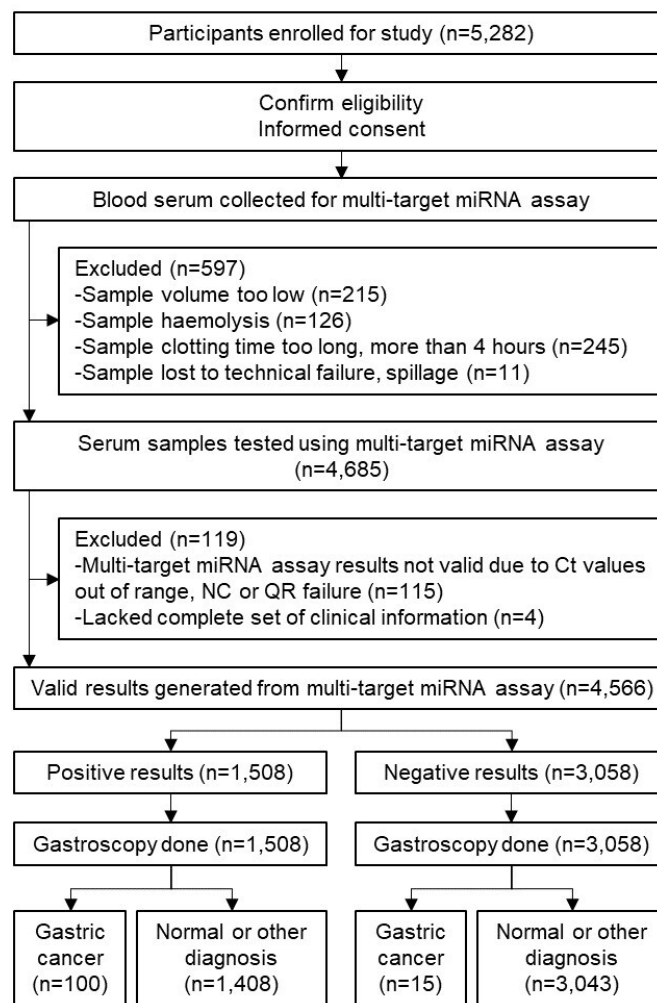 Participants enrolled for study (n=5,282)
Confirm eligibility
Informed consent
Blood serum collected for multi-target miRNA assay
Excluded (n=597)
-Sample volume too low (n=215)
-Sample haemolysis (n=126)
-Sample clotting time too long, more than 4 hours (n=245)
-Sample lost to technical failure, spillage (n=11)
Serum samples tested using multi-target miRNA assay
(n=4,685)
Excluded (n=119)
-Multi-target miRNA assay results not valid due to Ct values
out of range, NC or QR failure (n=115)
-Lacked complete set of clinical information (n=4)
Valid results generated from multi-target miRNA assay (n=4,566)
Positive results (n=1,508)
Negative results (n=3,058)
Gastroscopy done (n=1,508)
Gastroscopy done (n=3,058)
Gastric
cancer
(n=100)
Normal or other
diagnosis
(n=1,408)
Gastric
cancer
(n=15)
Normal or other
diagnosis
(n=3,043)